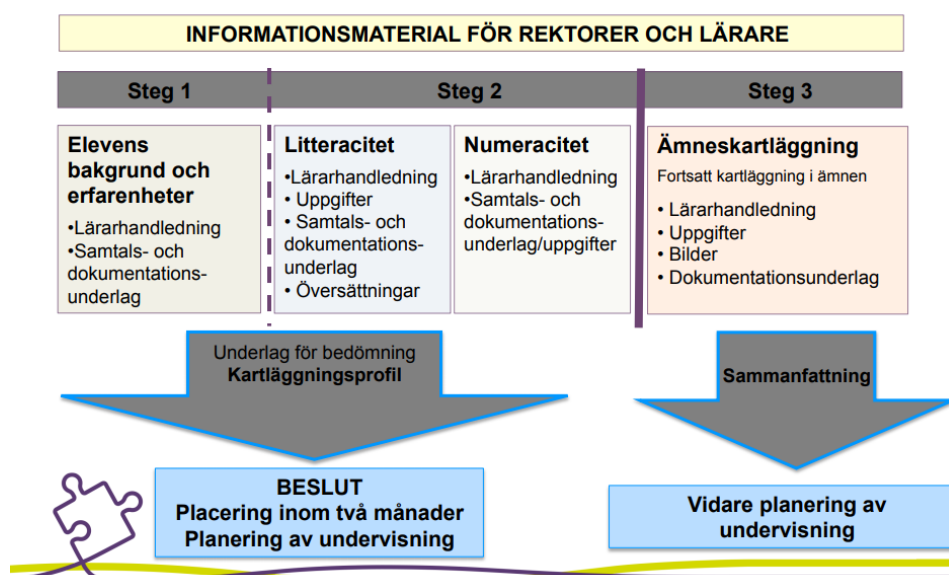 INFORMATIONSMATERIAL FÖR REKTORER OCH LÄRARE
Steg 1
Steg 2
Steg 3
Elevens
bakgrund och
erfarenheter
•Lärarhandledning
•Samtals- och
dokumentations-
underlag
Litteracitet
•Lärarhandledning
• Uppgifter
• Samtals- och
dokumentations-
underlag
• Översättningar
Numeracitet
•Lärarhandledning
•Samtals- och
dokumentations-
underlag/uppgifter
Ämneskartläggning
Fortsatt kartläggning i ämnen
• Lärarhandledning
• Uppgifter
• Bilder
• Dokumentationsunderlag
Underlag för bedömning
Kartläggningsprofil
Sammanfattning
BESLUT
Placering inom två månader
Planering av undervisning
Vidare planering av
undervisning